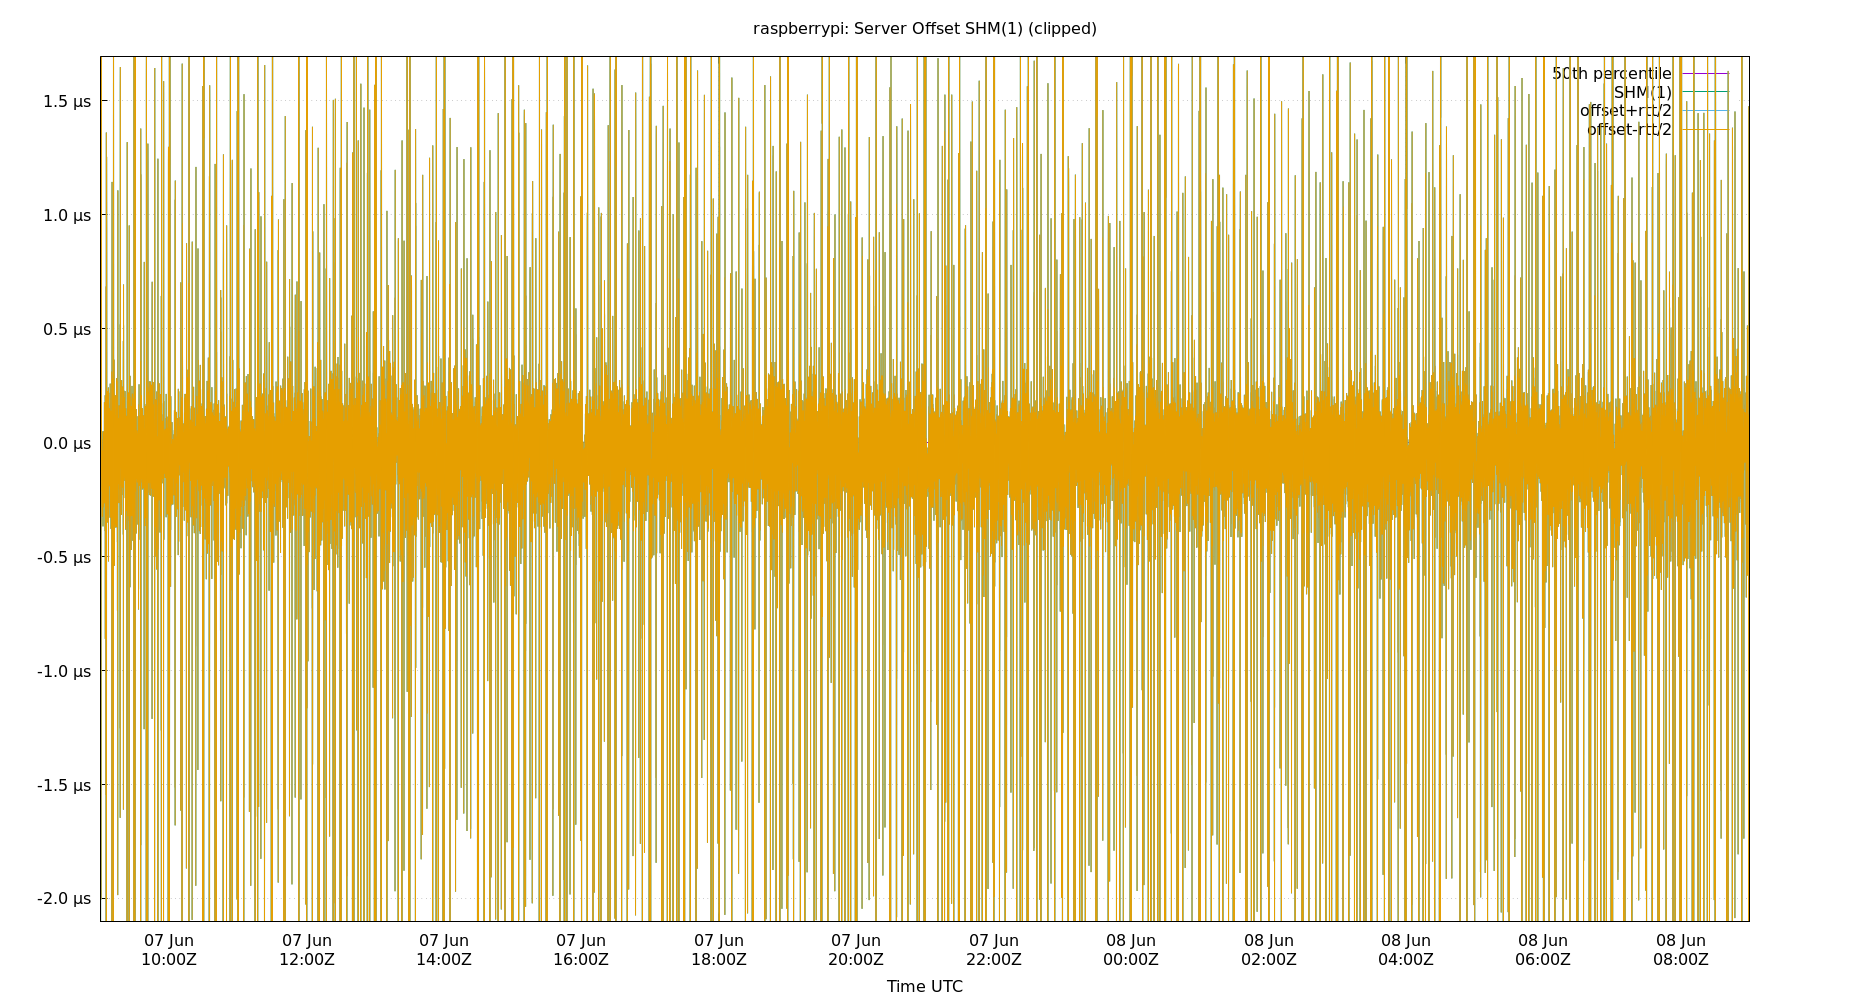 raspberrypi: Server Offset SHM(1) (clipped)
50th percentile
SHM(1)
offset+rtt/2
offset-rtt/2
1.5 µs
1.0 µs
0.5 µs
0.0 µs
-0.5 µs
-1.0 µs
-1.5 µs
-2.0 µs
07 Jun 07 Jun 07 Jun 07 Jun 07 Jun 07 Jun 07 Jun 08 Jun 08 Jun 08 Jun 08 Jun 08 Jun
10:00Z 12:00Z 14:00Z 16:00Z 18:00Z 20:00Z 22:00Z 00:00Z 02:00Z 04:00Z 06:00Z 08:00Z
Time UTC